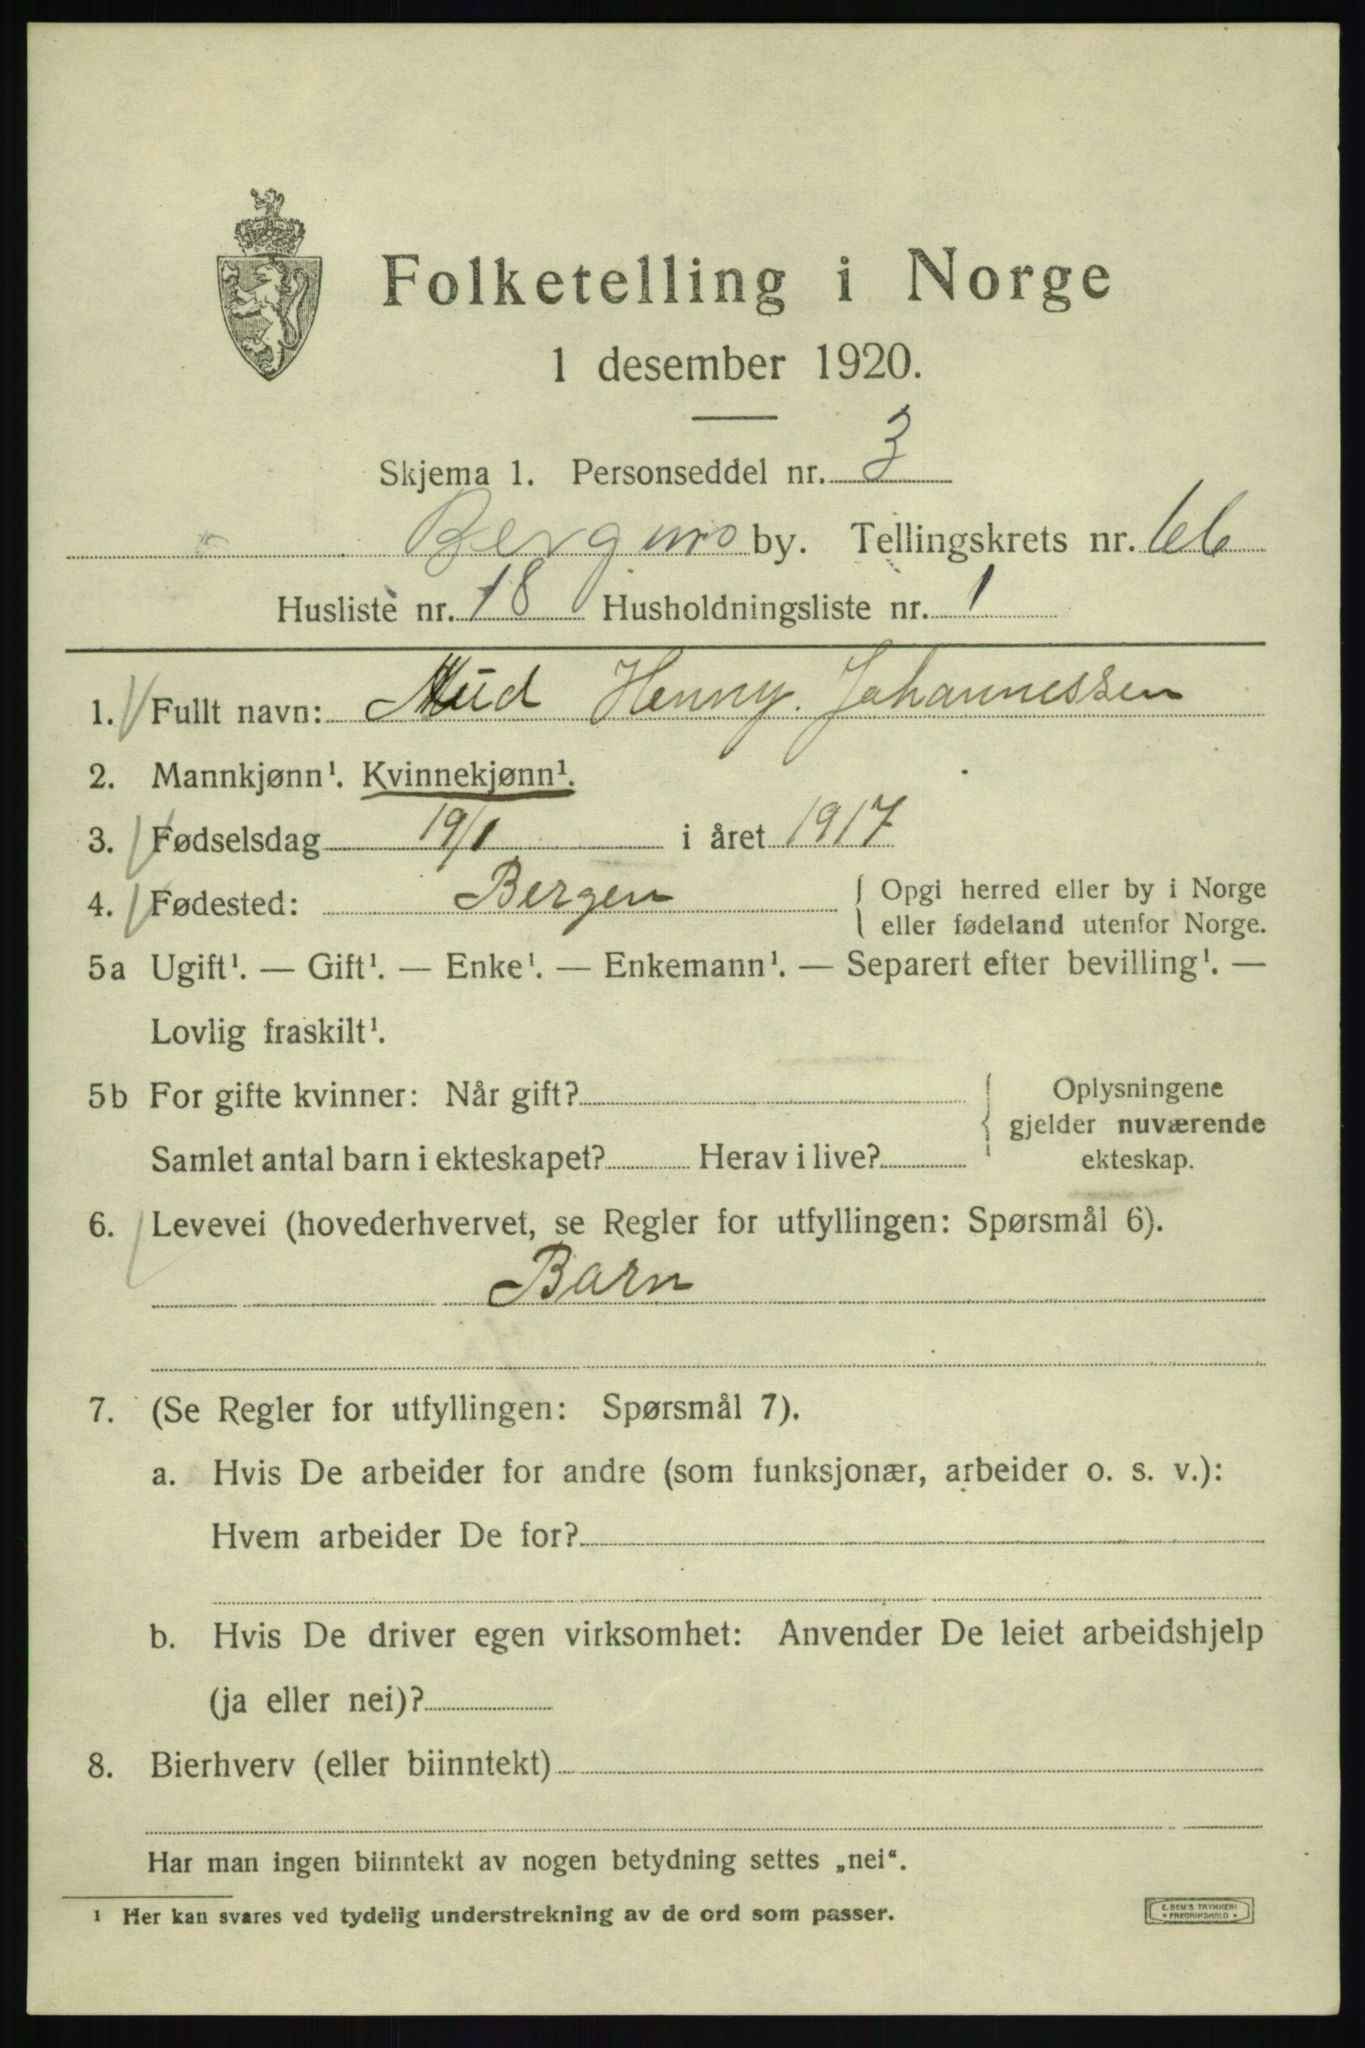 Folketelling i Norge
1 desember 1920.
Skjema 1. Personseddel nr. 3
Bergens by. Tellingskrets nr. 66
Husliste nr. 18 Husholdningsliste nr. 1
1. Fullt navn: Henny Johannessen
2. Mannkjønn¹. Kvinnekjønn¹.
3. Fødselsdag 19/1 i året 1917
4. Fødested: Bergen { Opgi herred eller by i Norge
eller fødeland utenfor Norge.
5a Ugift¹. — Gift¹. — Enke¹. — Enkemann¹. — Separert efter bevilling¹. —
Lovlig fraskilt¹.
5b For gifte kvinner: Når gift? { Oplysningene
gjelder nuværende
Samlet antal barn i ekteskapet? Herav i live? ekteskap.
6. Levevei (hovederhvervet, se Regler for utfyllingen: Spørsmål 6).
Barn
7. (Se Regler for utfyllingen: Spørsmål 7).
a. Hvis De arbeider for andre (som funksjonær, arbeider o. s. v.):
Hvem arbeider De for?
b. Hvis De driver egen virksomhet: Anvender De leiet arbeidshjelp
(ja eller nei)?
8. Bierhverv (eller biinntekt)
Har man ingen biinntekt av nogen betydning settes „nei“.
¹ Her kan svares ved tydelig understrekning av de ord som passer.
E. SEM'S TRYKKERI
• FREDRIKSHALD •